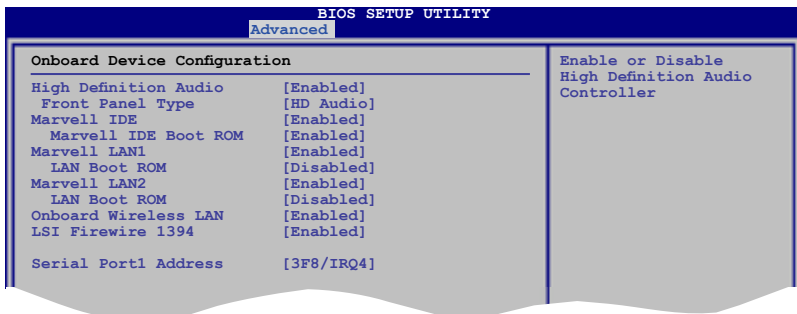 BIOS SETUP UTILITY
Advanced
Onboard Device Configuration
High Definition Audio [Enabled]
Front Panel Type [HD Audio]
Marvell IDE [Enabled]
Marvell IDE Boot ROM [Enabled]
Marvell LAN1 [Enabled]
LAN Boot ROM [Disabled]
Marvell LAN2 [Enabled]
LAN Boot ROM [Disabled]
Onboard Wireless LAN [Enabled]
LSI Firewire 1394 [Enabled]
Serial Port1 Address [3F8/IRQ4]
Enable or Disable
High Definition Audio
Controller